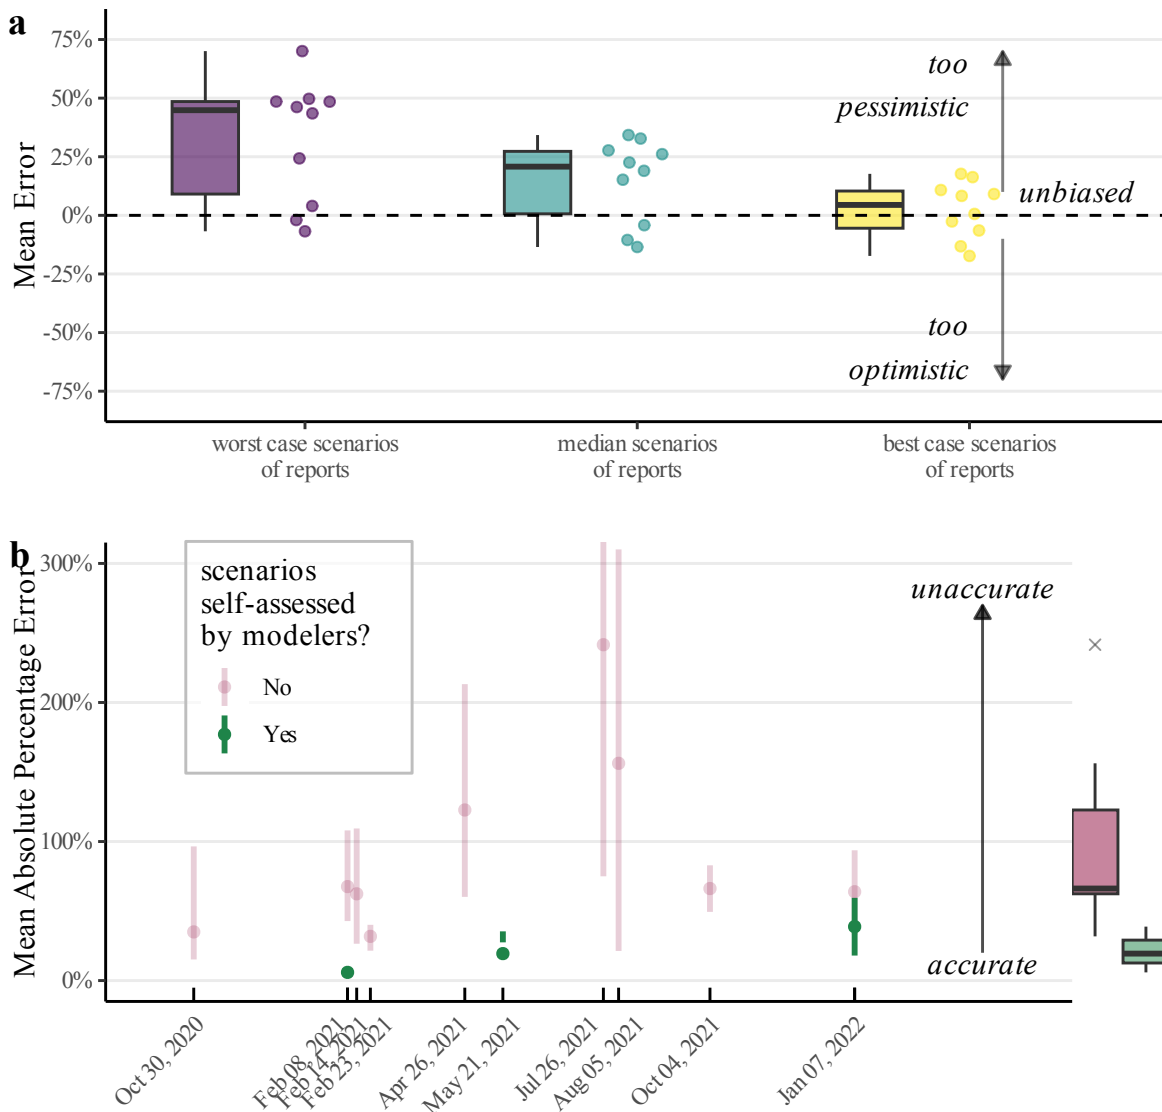 a
75%
50%
25%
0%
-25%
-50%
-75%
Mean Error
too
pessimistic
unbiased
too
optimistic
worst case scenarios
of reports
median scenarios
of reports
best case scenarios
of reports
b
300%
200%
100%
0%
Mean Absolute Percentage Error
scenarios
self-assessed
by modelers?
No
Yes
unaccurate
accurate
Oct 30, 2020
Feb 08, 2021
Feb 14, 2021
Feb 23, 2021
Apr 26, 2021
May 21, 2021
Jul 26, 2021
Aug 05, 2021
Oct 04, 2021
Jan 07, 2022